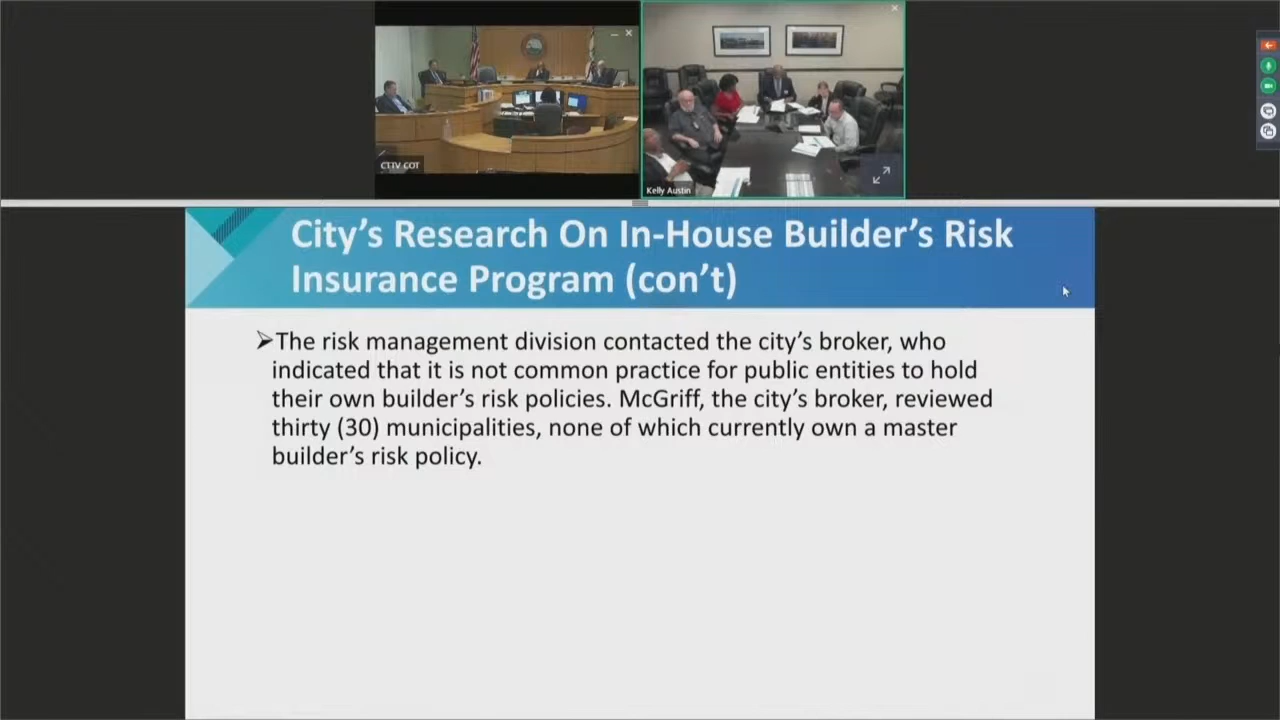 CTTV COT
Kelly Austin
City's Research On In-House Builder's Risk
Insurance Program (con't)
➢The risk management division contacted the city's broker, who
indicated that it is not common practice for public entities to hold
their own builder's risk policies. McGriff, the city's broker, reviewed
thirty (30) municipalities, none of which currently own a master
builder's risk policy.